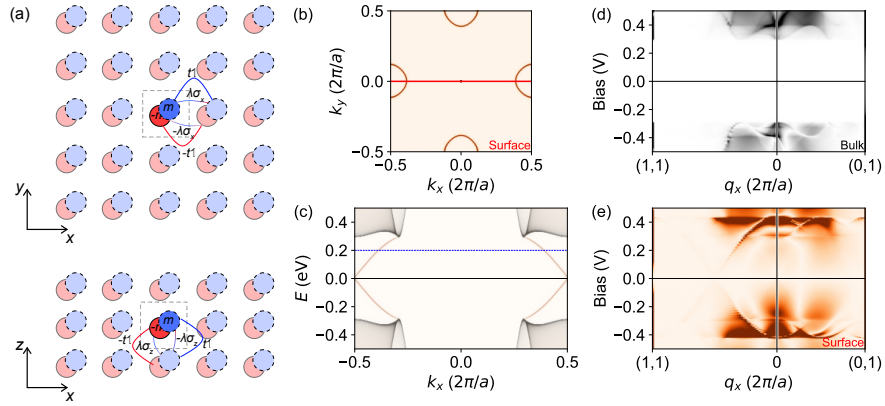 (a)
t𝟙
λσx
m
-λσx
-t𝟙
y
x
-t𝟙
m
λσz
-λσz
t𝟙
z
x
(b)
0.5
0.0
-0.5
ky (2π/a)
Surface
-0.5
0.0
0.5
kx (2π/a)
(c)
0.4
0.2
0.0
−0.2
−0.4
E (eV)
−0.5
0.0
0.5
kx (2π/a)
(d)
0.4
0.2
0.0
−0.2
−0.4
Bias (V)
Bulk
(1,1)
0
(0,1)
qx (2π/a)
(e)
0.4
0.2
0.0
−0.2
−0.4
Bias (V)
Surface
(1,1)
0
(0,1)
qx (2π/a)